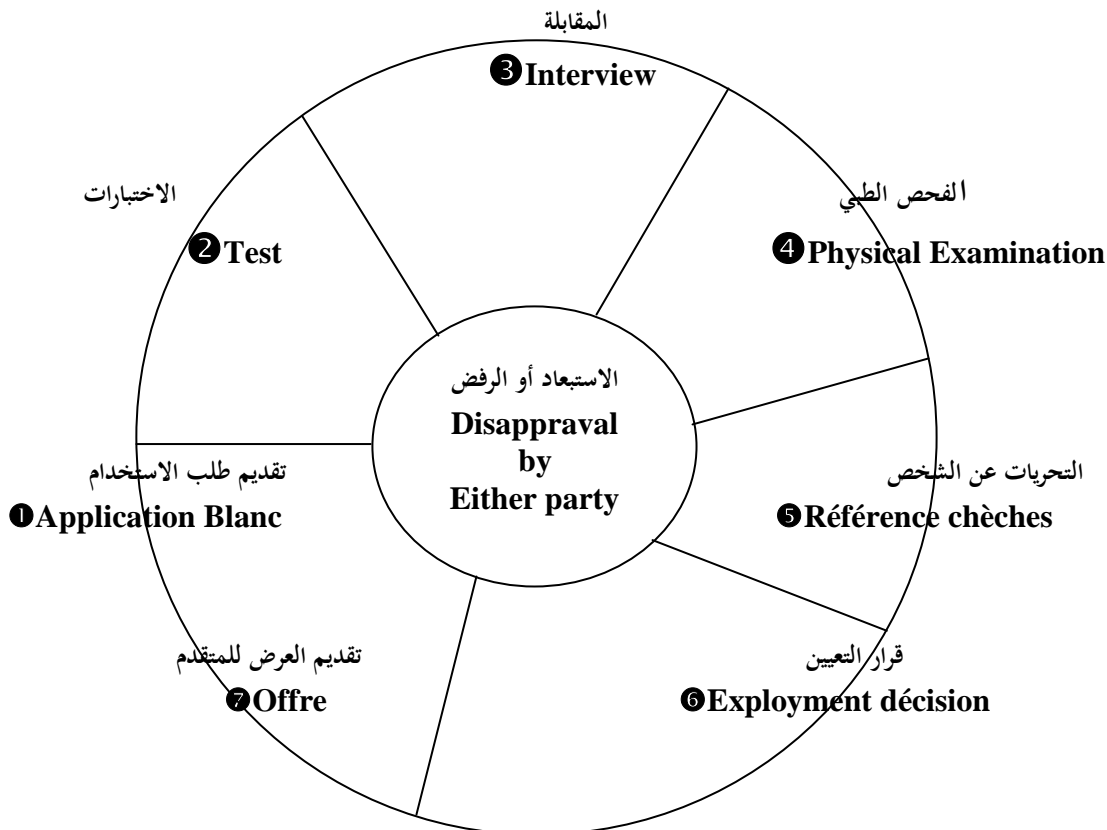 المقابلة
❸Interview
الاختبارات
❷Test
الفحص الطبي
❹Physical Examination
الاستبعاد أو الرفض
Disappraval
by
Either party
تقديم طلب الاستخدام
❶Application Blanc
التحريات عن الشخص
❺Référence chèches
تقديم العرض للمتقدم
❼Offre
قرار التعيين
❻Exployment décision